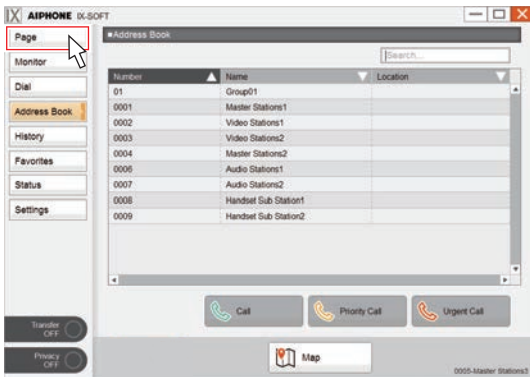 IX AIPHONE IX-SOFT
Page
Monitor
Dial
Address Book
History
Favorites
Status
Settings
Transfer
OFF
Privacy
OFF
■Address Book
Search...
Number Name Location
01 Group01
0001 Master Stations1
0002 Video Stations1
0003 Video Stations2
0004 Master Stations2
0006 Audio Stations1
0007 Audio Stations2
0008 Handset Sub Station1
0009 Handset Sub Station2
Call Priority Call Urgent Call
Map
0005-Master Stations3